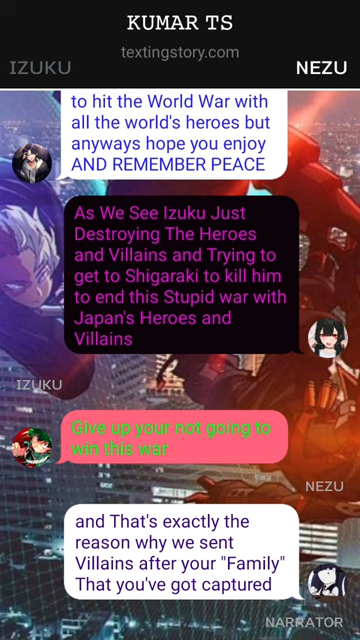 KUMAR TS
textingstory.com
IZUKU
NEZU
to hit the World War with
all the world's heroes but
anyways hope you enjoy
AND REMEMBER PEACE
As We See Izuku Just
Destroying The Heroes
and Villains and Trying to
get to Shigaraki to kill him
to end this Stupid war with
Japan's Heroes and
Villains
IZUKU
Give up your not going to
win this war
NEZU
and That's exactly the
reason why we sent
Villains after your "Family"
That you've got captured
NARRATOR